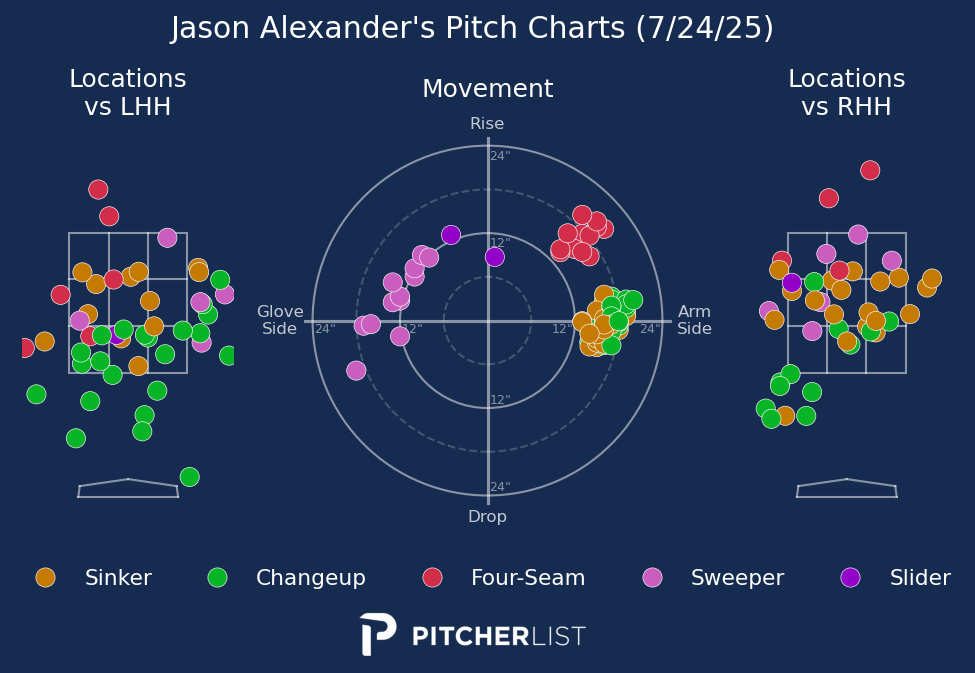 Jason Alexander's Pitch Charts (7/24/25)
Locations
vs LHH
Movement
Locations
vs RHH
Rise
24"
12"
Glove
Side
24"
12"
12"
24"
Arm
Side
12"
24"
Drop
Sinker
Changeup
Four-Seam
Sweeper
Slider
PITCHERLIST